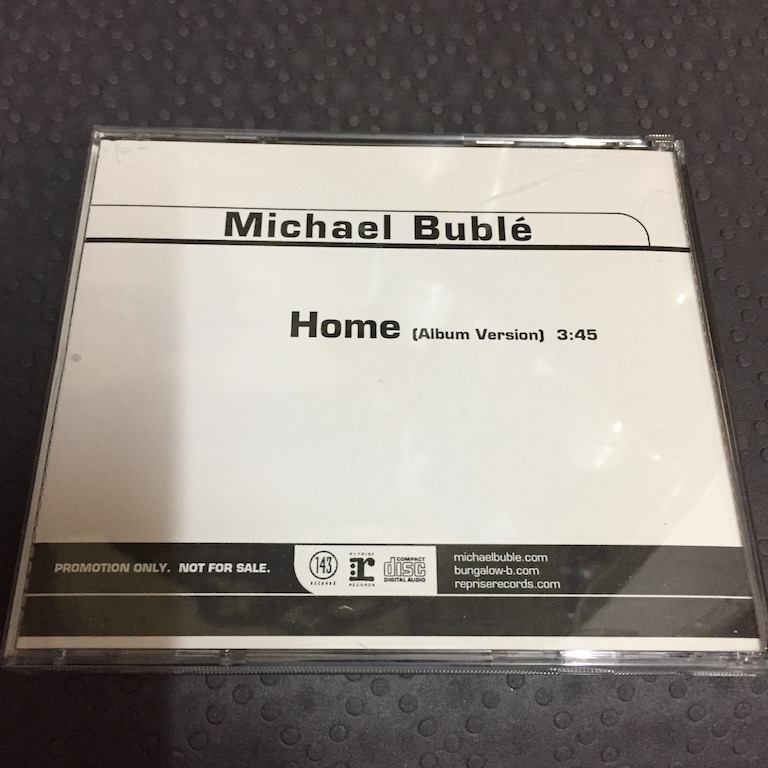 Michael Bublé
Home (Album Version) 3:45
PROMOTION ONLY. NOT FOR SALE.
143
RECORDS
REPRISE
r
RECORDS
COMPACT
disc
DIGITAL AUDIO
michaelbuble.com
bungalow-b.com
repriserecords.com